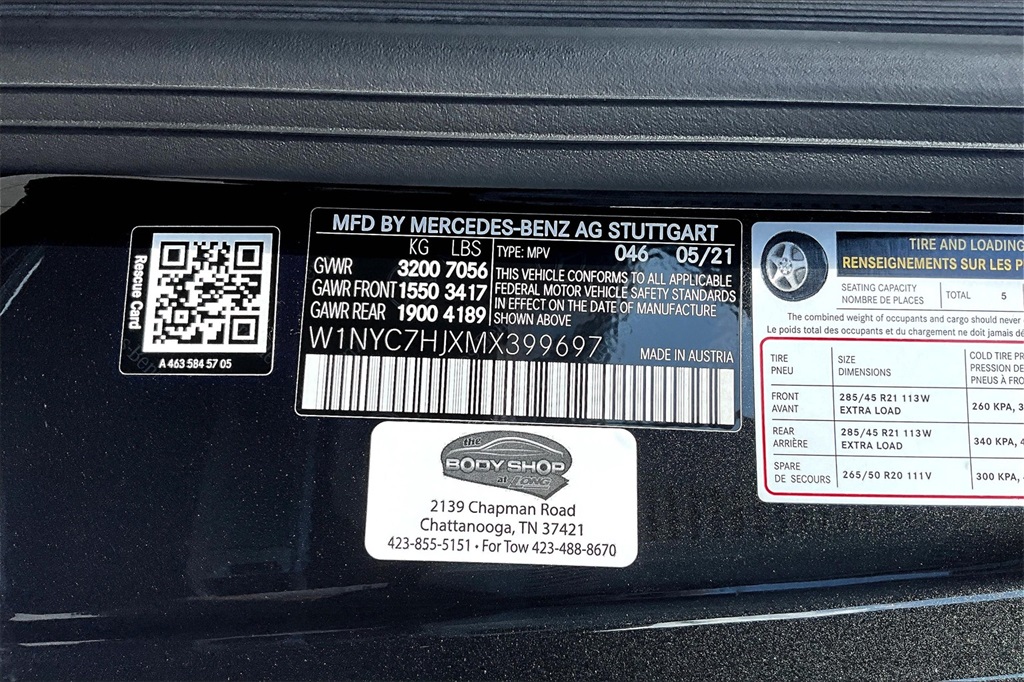 Rescue Card
A 463 584 57 05
MFD BY MERCEDES-BENZ AG STUTTGART
KG LBS
GVWR 3200 7056
GAWR FRONT 1550 3417
GAWR REAR 1900 4189
TYPE: MPV 046 05/21
THIS VEHICLE CONFORMS TO ALL APPLICABLE
FEDERAL MOTOR VEHICLE SAFETY STANDARDS
IN EFFECT ON THE DATE OF MANUFACTURE
SHOWN ABOVE
W1NYC7HJXMX399697
MADE IN AUSTRIA
the
BODY SHOP
at LONG
2139 Chapman Road
Chattanooga, TN 37421
423-855-5151 • For Tow 423-488-8670
TIRE AND LOADING
RENSEIGNEMENTS SUR LES P
SEATING CAPACITY
NOMBRE DE PLACES
TOTAL 5
The combined weight of occupants and cargo should never
Le poids total des occupants et du chargement ne doit jamais dé
TIRE
PNEU
SIZE
DIMENSIONS
COLD TIRE PR
PRESSION DE
PNEUS À FRO
FRONT
AVANT
285/45 R21 113W
EXTRA LOAD
260 KPA, 3
REAR
ARRIÈRE
285/45 R21 113W
EXTRA LOAD
340 KPA, 4
SPARE
DE SECOURS
265/50 R20 111V
300 KPA,